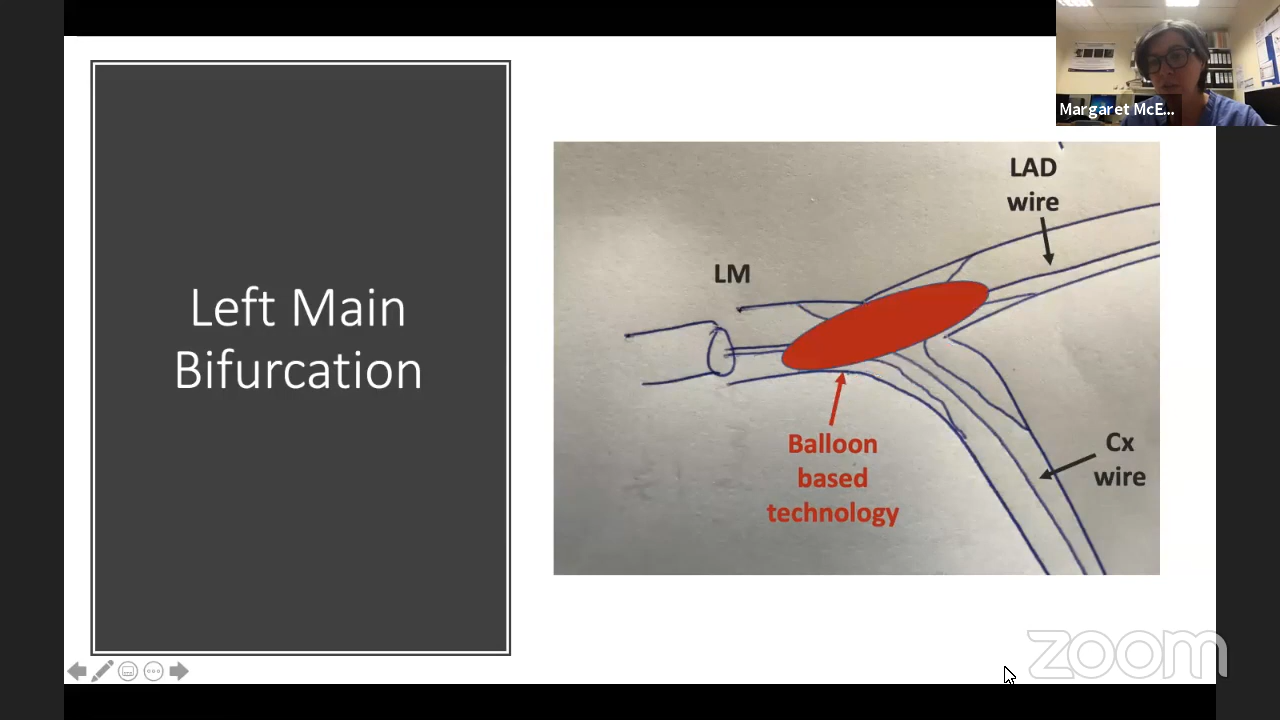 Margaret McE...
Left Main
Bifurcation
LAD
wire
LM
Balloon
based
technology
Cx
wire
zoom